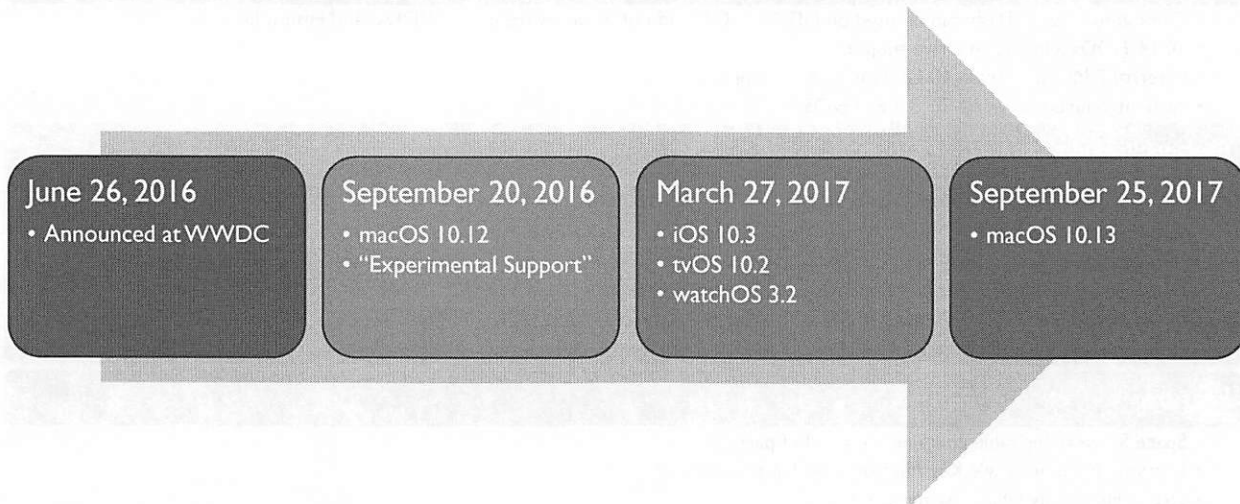 June 26, 2016
• Announced at WWDC
September 20, 2016
• macOS 10.12
• “Experimental Support”
March 27, 2017
• iOS 10.3
• tvOS 10.2
• watchOS 3.2
September 25, 2017
• macOS 10.13